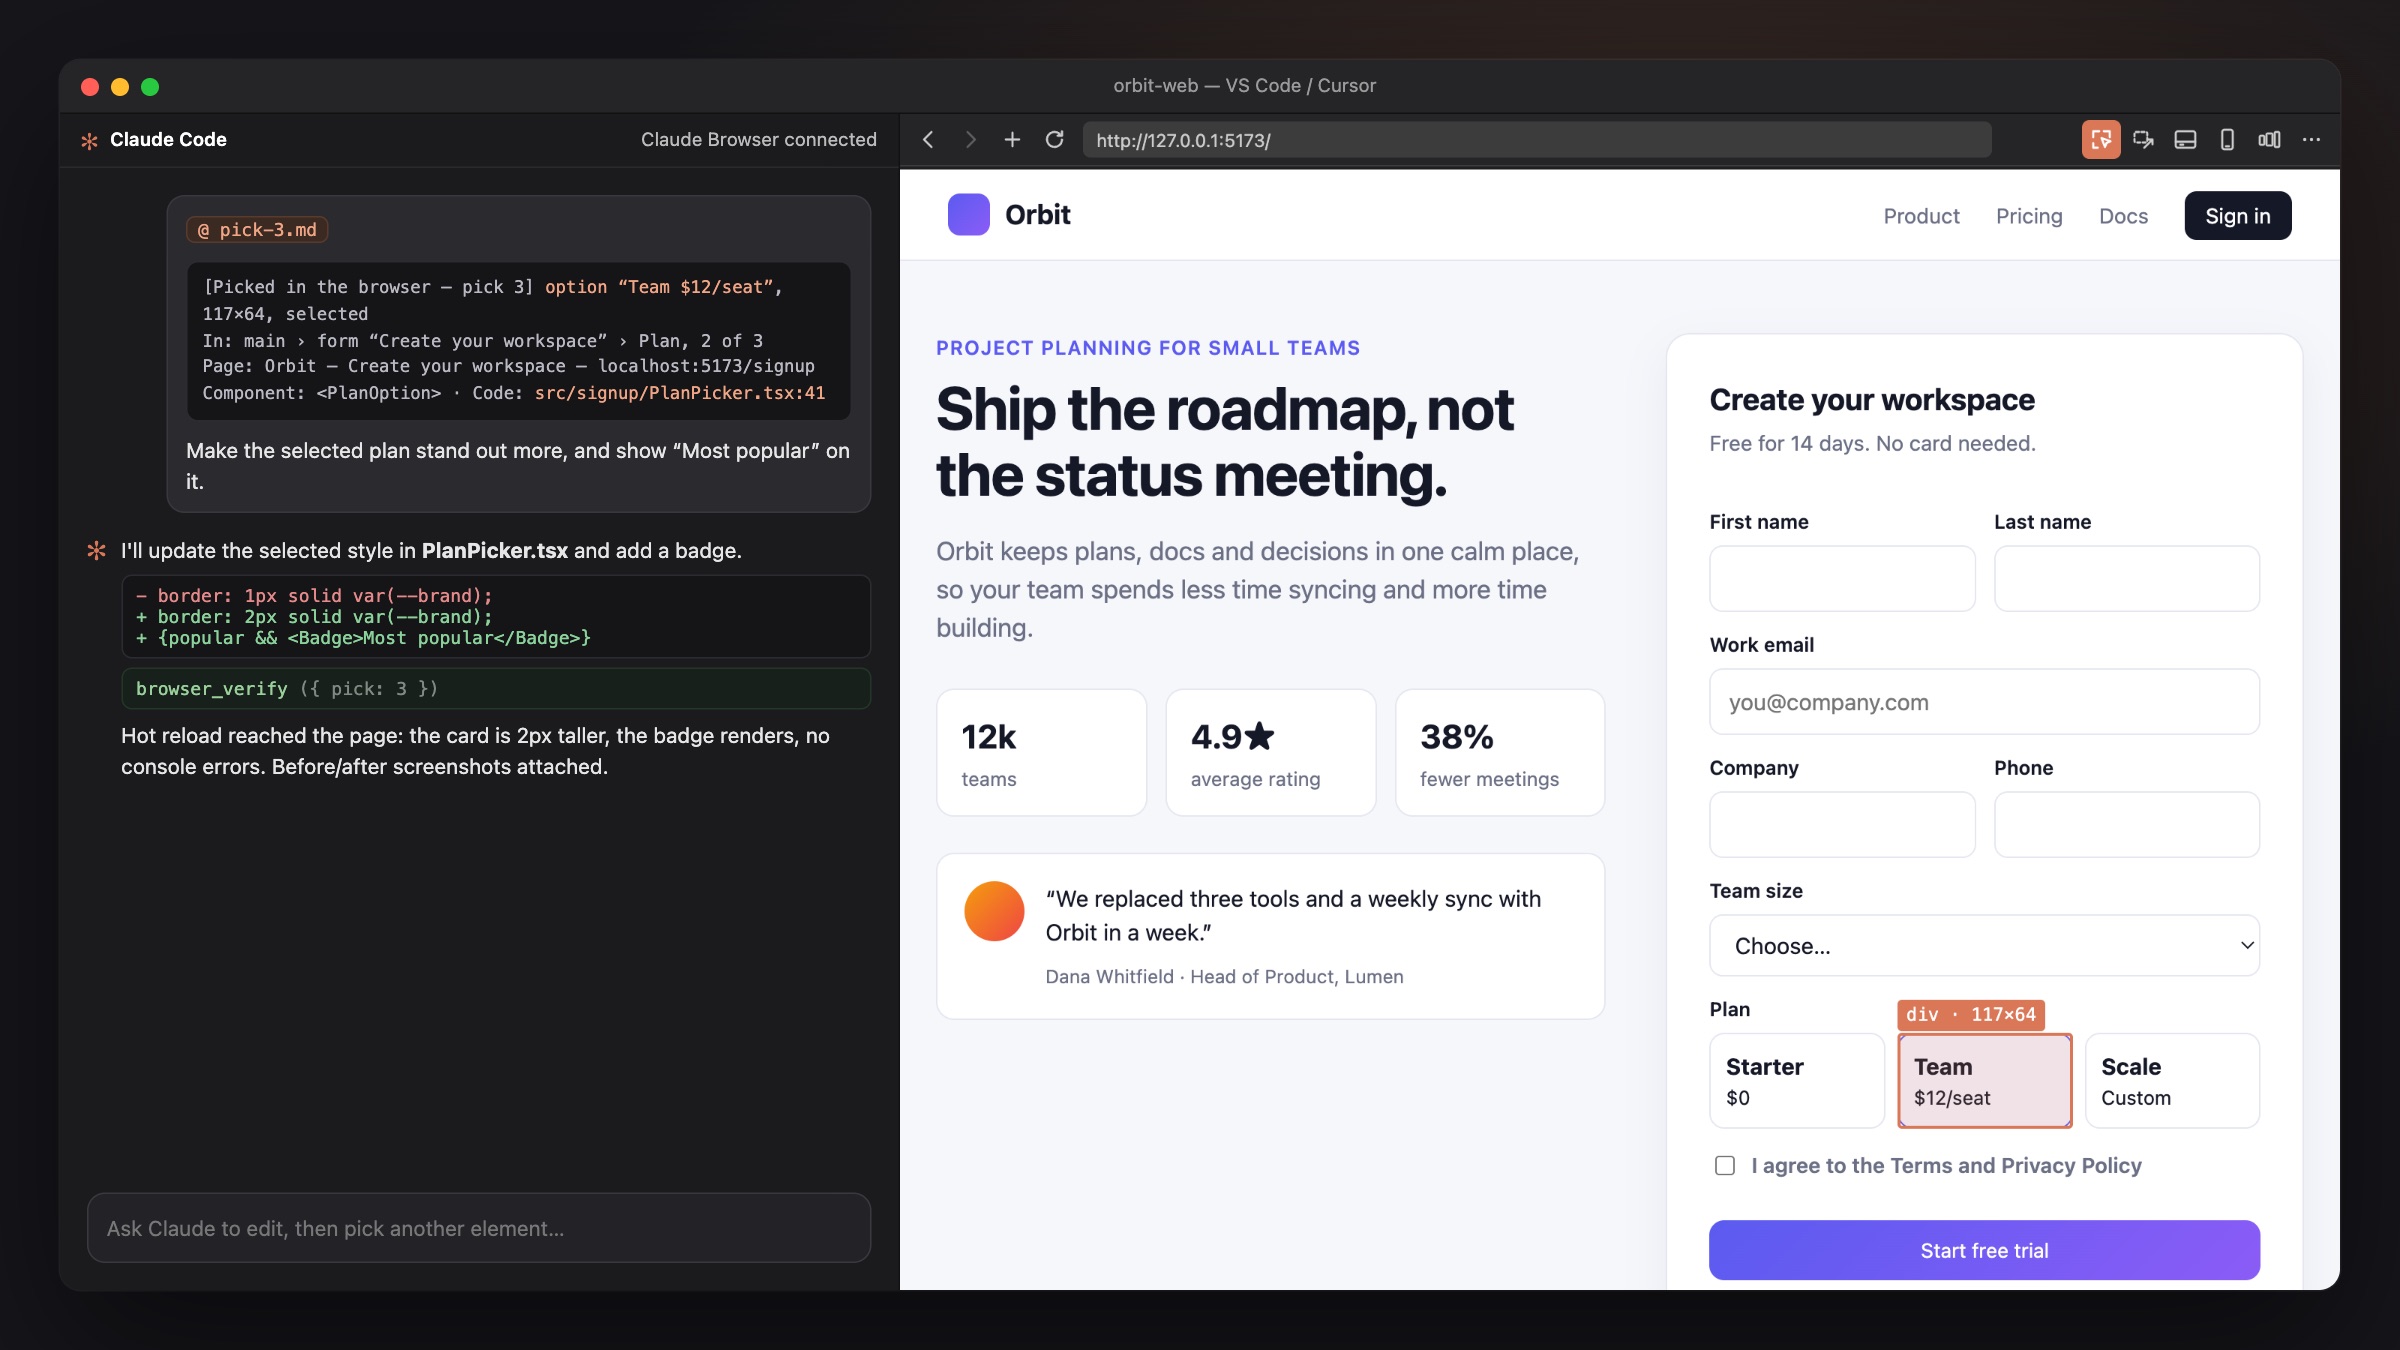 orbit-web — VS Code / Cursor
Claude Code
Claude Browser connected
@ pick-3.md
[Picked in the browser — pick 3] option “Team $12/seat”,
117×64, selected
In: main › form “Create your workspace” › Plan, 2 of 3
Page: Orbit — Create your workspace — localhost:5173/signup
Component: <PlanOption> · Code: src/signup/PlanPicker.tsx:41
Make the selected plan stand out more, and show “Most popular” on
it.
I'll update the selected style in PlanPicker.tsx and add a badge.
- border: 1px solid var(--brand);
+ border: 2px solid var(--brand);
+ {popular && <Badge>Most popular</Badge>}
browser_verify ({ pick: 3 })
Hot reload reached the page: the card is 2px taller, the badge renders, no
console errors. Before/after screenshots attached.
Ask Claude to edit, then pick another element…
http://127.0.0.1:5173/
Orbit
Product
Pricing
Docs
Sign in
PROJECT PLANNING FOR SMALL TEAMS
Ship the roadmap, not
the status meeting.
Orbit keeps plans, docs and decisions in one calm place,
so your team spends less time syncing and more time
building.
12k
teams
4.9★
average rating
38%
fewer meetings
“We replaced three tools and a weekly sync with
Orbit in a week.”
Dana Whitfield · Head of Product, Lumen
Create your workspace
Free for 14 days. No card needed.
First name
Last name
Work email
you@company.com
Company
Phone
Team size
Choose…
Plan
div · 117×64
Starter
$0
Team
$12/seat
Scale
Custom
I agree to the Terms and Privacy Policy
Start free trial